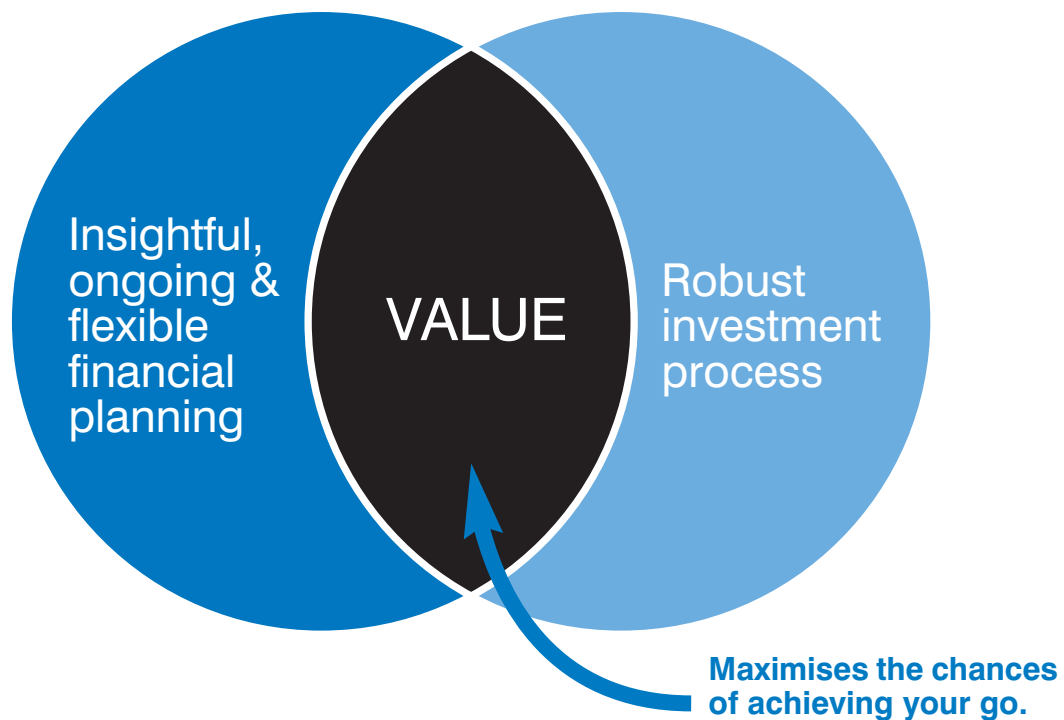 Insightful,
ongoing &
flexible
financial
planning
VALUE
Robust
investment
process
Maximises the chances
of achieving your go.